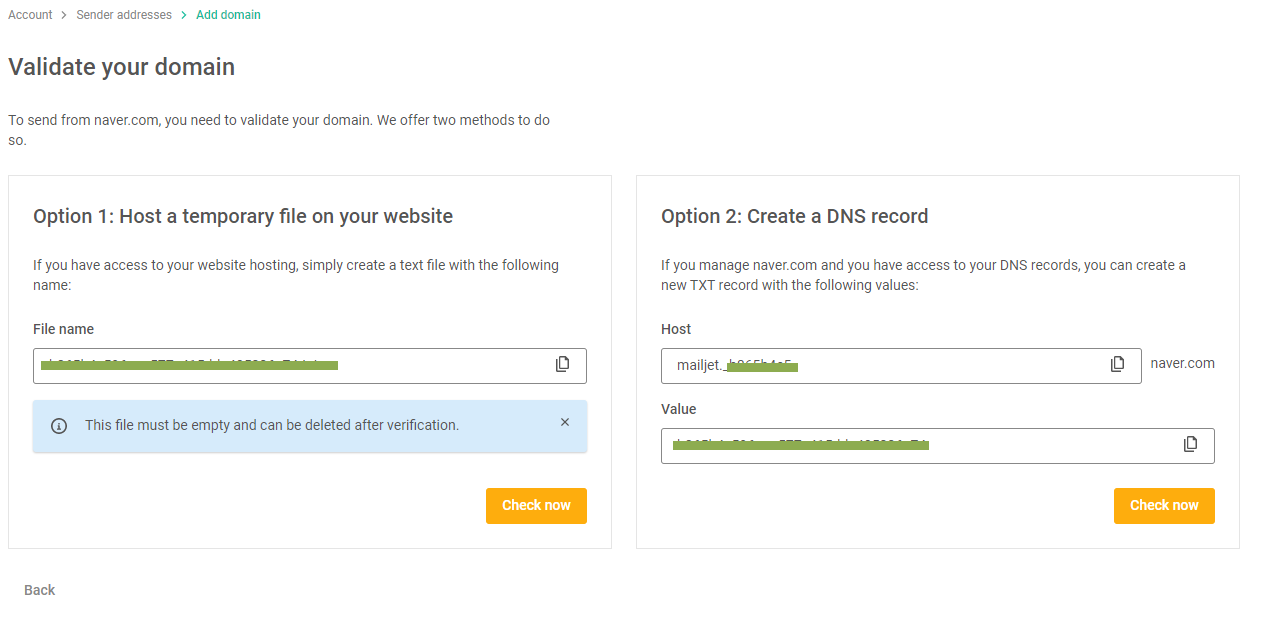 Account > Sender addresses > Add domain
Validate your domain
To send from naver.com, you need to validate your domain. We offer two methods to do
so.
Option 1: Host a temporary file on your website
If you have access to your website hosting, simply create a text file with the following
name:
File name
This file must be empty and can be deleted after verification.
Check now
Option 2: Create a DNS record
If you manage naver.com and you have access to your DNS records, you can create a
new TXT record with the following values:
Host
mailjet._
naver.com
Value
Check now
Back